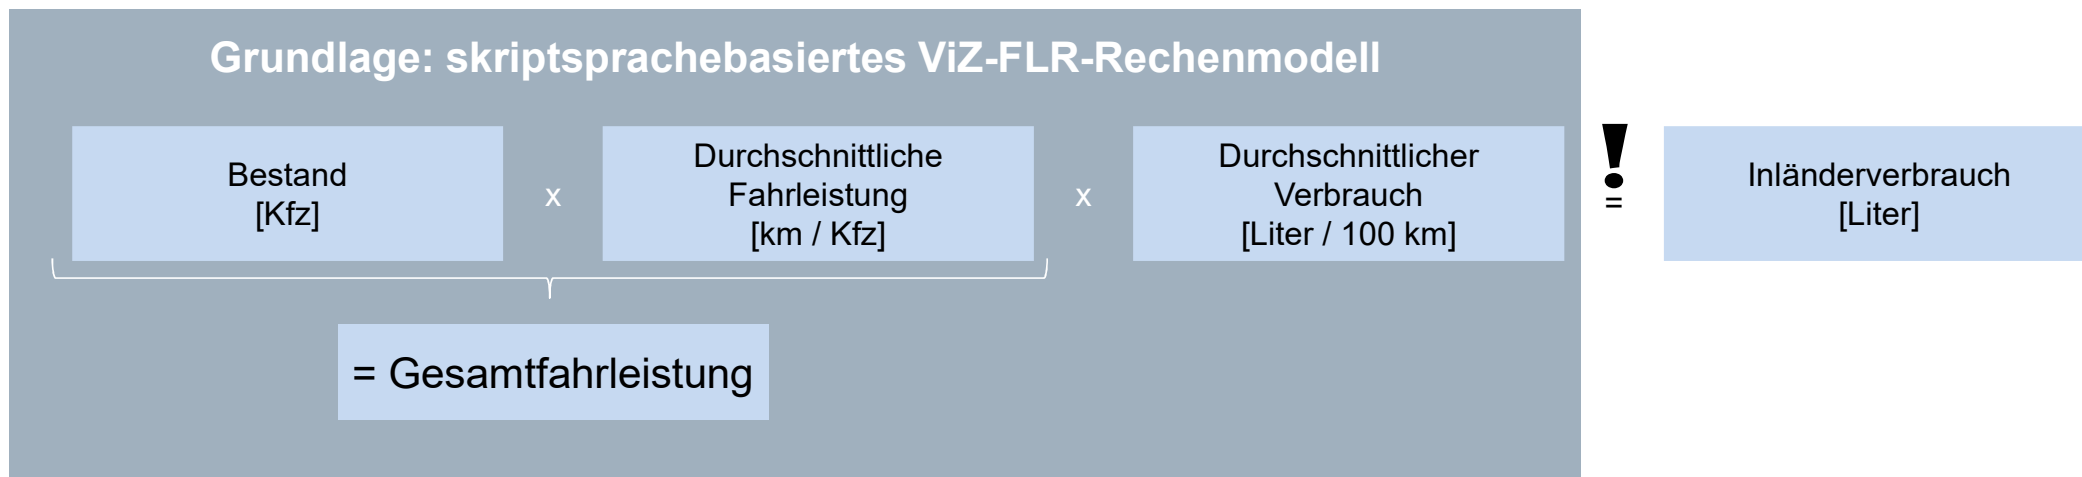 Grundlage: skriptsprachebasiertes ViZ-FLR-Rechenmodell
Bestand
[Kfz]
x
Durchschnittliche
Fahrleistung
[km / Kfz]
x
Durchschnittlicher
Verbrauch
[Liter / 100 km]
!
=
Inländerverbrauch
[Liter]
= Gesamtfahrleistung